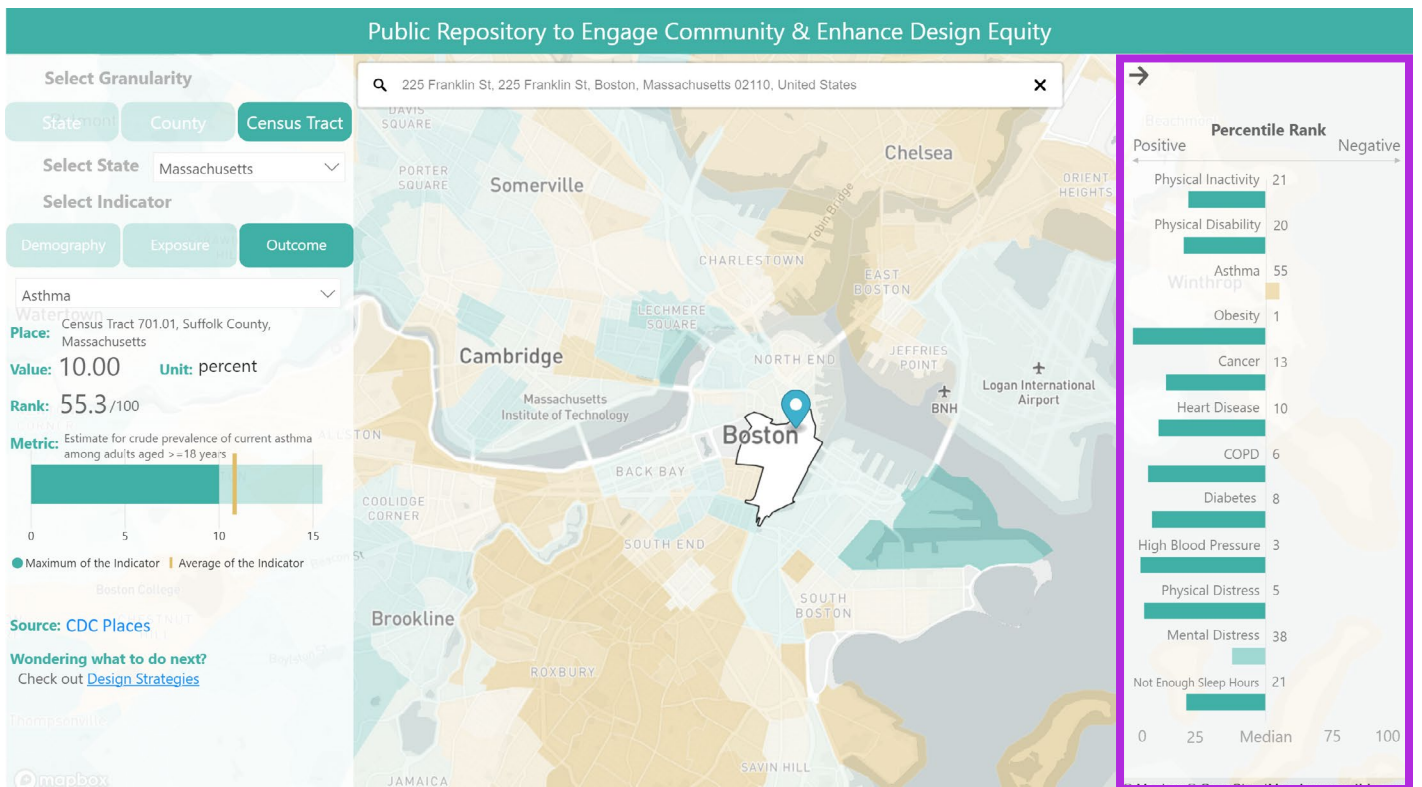 Public Repository to Engage Community & Enhance Design Equity
Select Granularity
State
County
Census Tract
Select State
Massachusetts
Select Indicator
Demography
Exposure
Outcome
Asthma
Watertown
Place: Census Tract 701.01, Suffolk County,
Massachusetts
Value: 10.00
Unit: percent
Rank: 55.3 /100
Metric: Estimate for crude prevalence of current asthma
among adults aged >=18 years
0 5 10 15
Maximum of the Indicator
Average of the Indicator
Boston College
Source: CDC Places
Wondering what to do next?
Check out Design Strategies
Thompsonville
mapbox
225 Franklin St, 225 Franklin St, Boston, Massachusetts 02110, United States
DAVIS
SQUARE
PORTER
SQUARE
Somerville
Chelsea
ORIENT
HEIGHTS
Tobin Bridge
CHARLESTOWN
EAST
BOSTON
LECHMERE
SQUARE
Cambridge
NORTH END
JEFFRIES
POINT
Logan International
Airport
BNH
Massachusetts
Institute of Technology
Boston
BACK BAY
COOLIDGE
CORNER
SOUTH END
SOUTH
BOSTON
Brookline
ROXBURY
SAVIN HILL
JAMAICA
Beachmont
Percentile Rank
Positive
Negative
Physical Inactivity 21
Physical Disability 20
Asthma 55
Winthrop
Obesity 1
Cancer 13
Heart Disease 10
COPD 6
Diabetes 8
High Blood Pressure 3
Physical Distress 5
Mental Distress 38
Not Enough Sleep Hours 21
0 25 Median 75 100